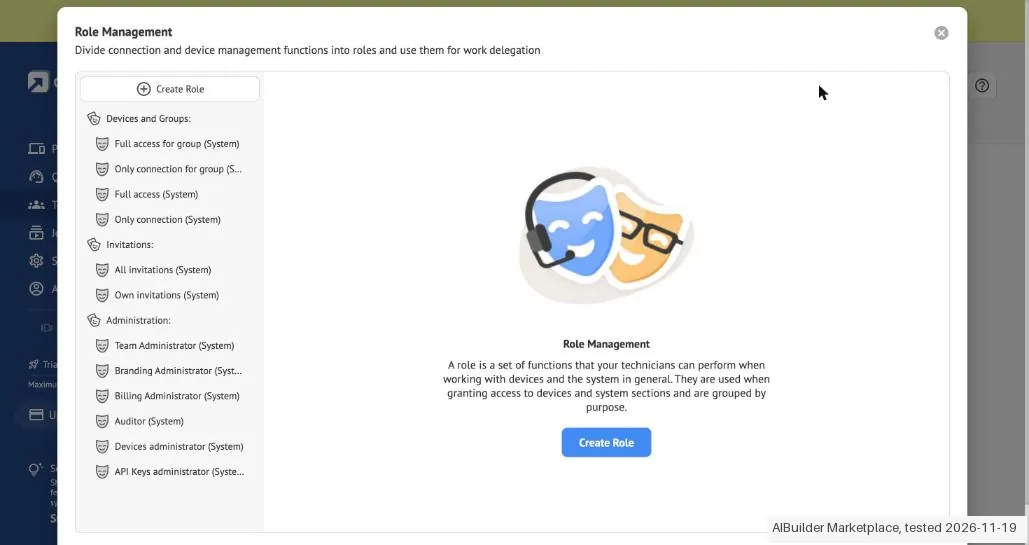 Role Management
Divide connection and device management functions into roles and use them for work delegation
Create Role
Devices and Groups:
Full access for group (System)
Only connection for group (S...
Full access (System)
Only connection (System)
Invitations:
All invitations (System)
Own invitations (System)
Administration:
Team Administrator (System)
Branding Administrator (Syst...
Billing Administrator (System)
Auditor (System)
Devices administrator (System)
API Keys administrator (Syste...
Role Management
A role is a set of functions that your technicians can perform when
working with devices and the system in general. They are used when
granting access to devices and system sections and are grouped by
purpose.
Create Role
Tria
Maximu
AIBuilder Marketplace, tested 2026-11-19